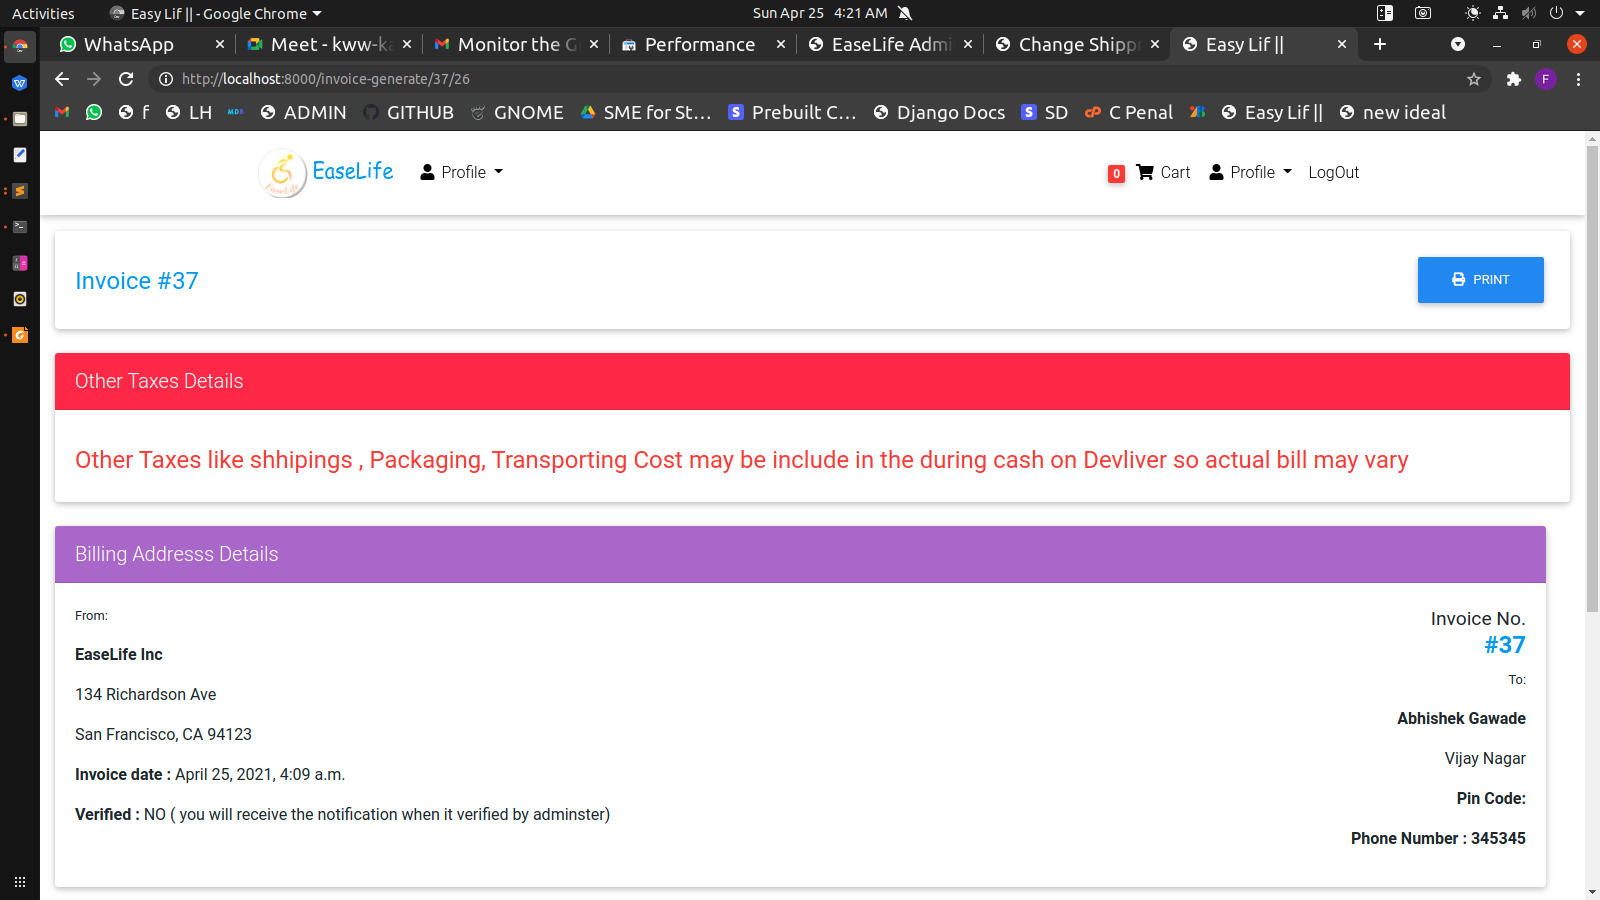 Activities Easy Lif || - Google Chrome Sun Apr 25 4:21 AM
WhatsApp Meet - kww-ka Monitor the G Performance EaseLife Admi Change Shipp Easy Lif ||
http://localhost:8000/invoice-generate/37/26 F
f LH MDB ADMIN GITHUB GNOME SME for St... Prebuilt C... Django Docs SD C Penal Easy Lif || new ideal
EaseLife Profile 0 Cart Profile LogOut
Invoice #37
PRINT
Other Taxes Details
Other Taxes like shhipings , Packaging, Transporting Cost may be include in the during cash on Devliver so actual bill may vary
Billing Addresss Details
From:
EaseLife Inc
134 Richardson Ave
San Francisco, CA 94123
Invoice date : April 25, 2021, 4:09 a.m.
Verified : NO ( you will receive the notification when it verified by adminster)
Invoice No.
#37
To:
Abhishek Gawade
Vijay Nagar
Pin Code:
Phone Number : 345345